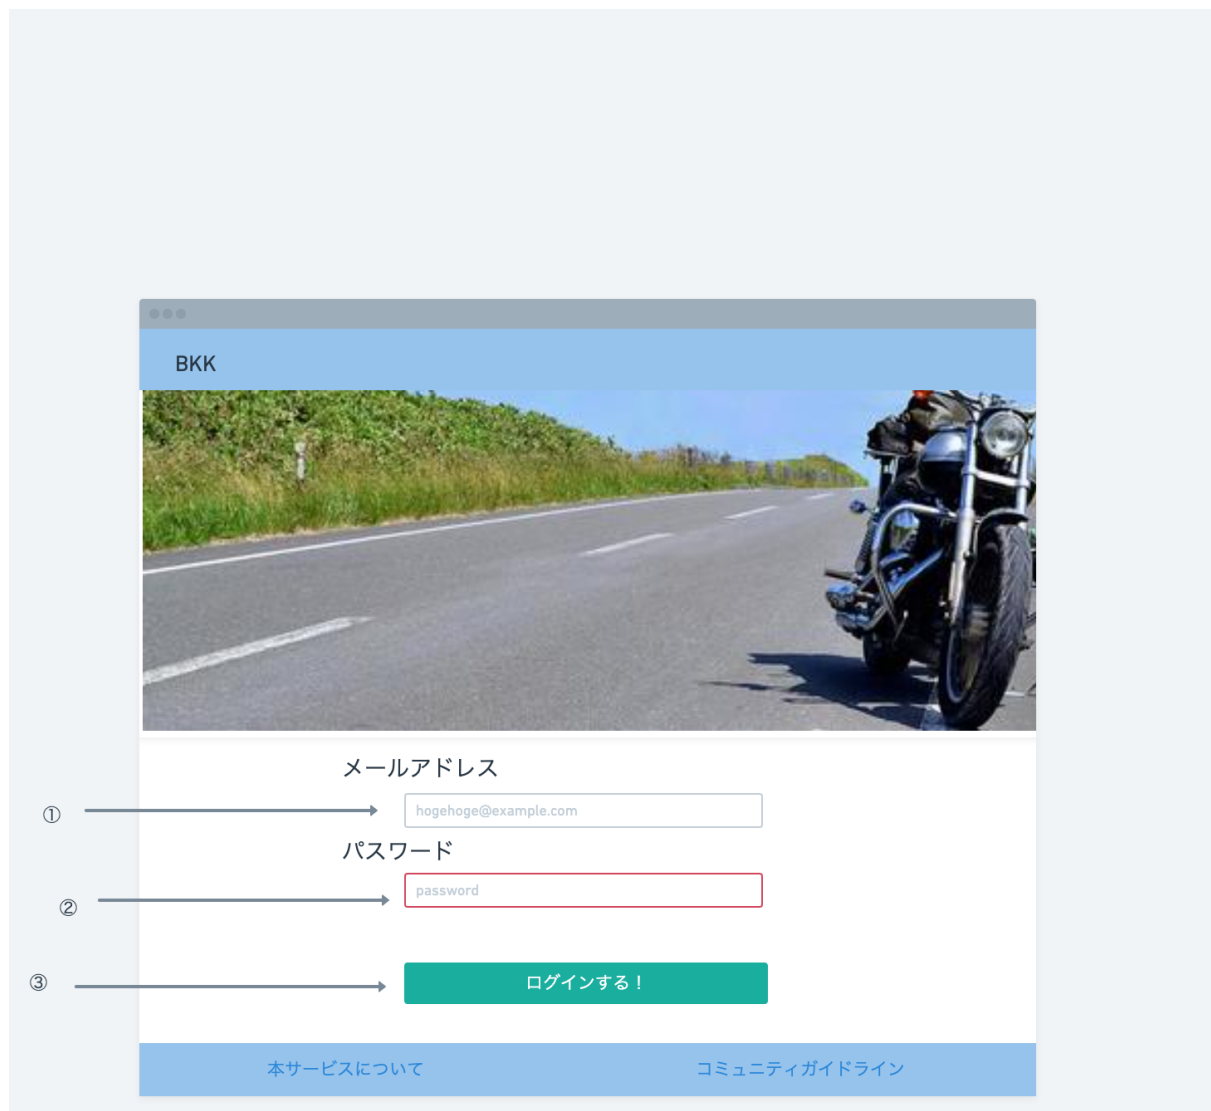 BKK
メールアドレス
① hogehoge@example.com
パスワード
② password
③ ログインする！
本サービスについて コミュニティガイドライン